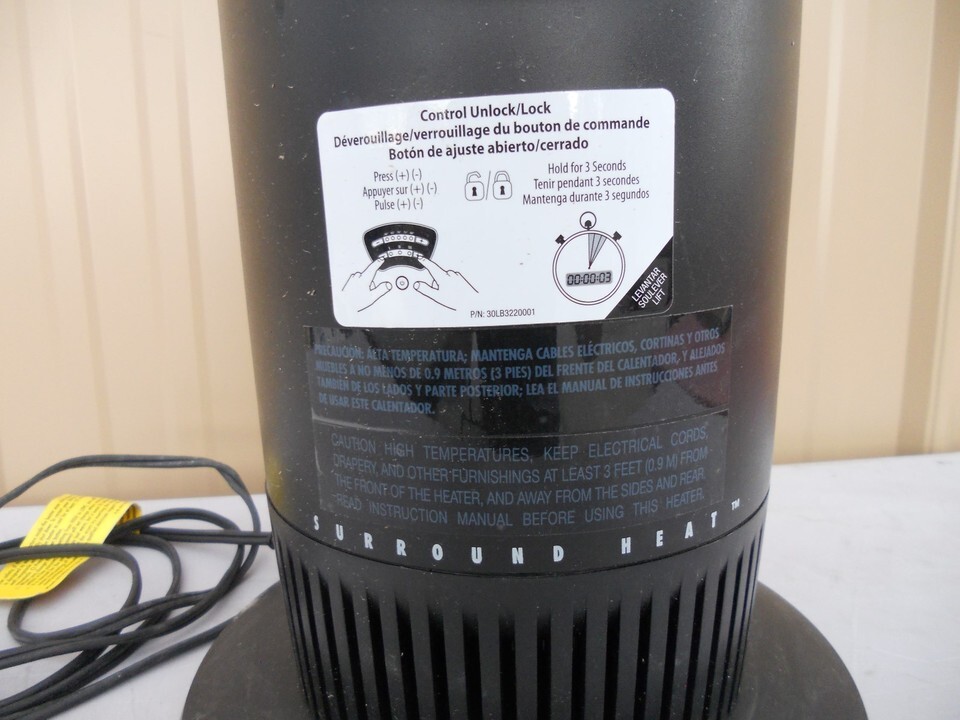 Control Unlock/Lock
Déverouillage/verrouillage du bouton de commande
Botón de ajuste abierto/cerrado
Press (+) (-)
Appuyer sur (+) (-)
Pulse (+) (-)
Hold for 3 Seconds
Tenir pendant 3 secondes
Mantenga durante 3 segundos
00:00:03
LEVANTAR
SOULEVER
LIFT
P/N: 30LB3220001
PRECAUCIÓN: ALTA TEMPERATURA; MANTENGA CABLES ELÉCTRICOS, CORTINAS Y OTROS
MUEBLES A NO MENOS DE 0.9 METROS (3 PIES) DEL FRENTE DEL CALENTADOR, Y ALEJADOS
TAMBIÉN DE LOS LADOS Y PARTE POSTERIOR; LEA EL MANUAL DE INSTRUCCIONES ANTES
DE USAR ESTE CALENTADOR.
CAUTION HIGH TEMPERATURES, KEEP ELECTRICAL CORDS,
DRAPERY, AND OTHER FURNISHINGS AT LEAST 3 FEET (0.9 M) FROM
THE FRONT OF THE HEATER, AND AWAY FROM THE SIDES AND REAR.
READ INSTRUCTION MANUAL BEFORE USING THIS HEATER.
SURROUND HEAT™